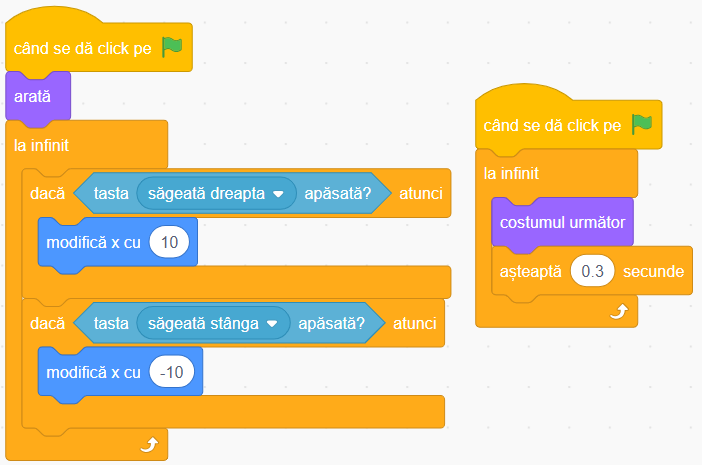 când se dă click pe
arată
la infinit
dacă tasta săgeată dreapta apăsată? atunci
modifică x cu 10
dacă tasta săgeată stânga apăsată? atunci
modifică x cu -10
când se dă click pe
la infinit
costumul următor
așteaptă 0.3 secunde